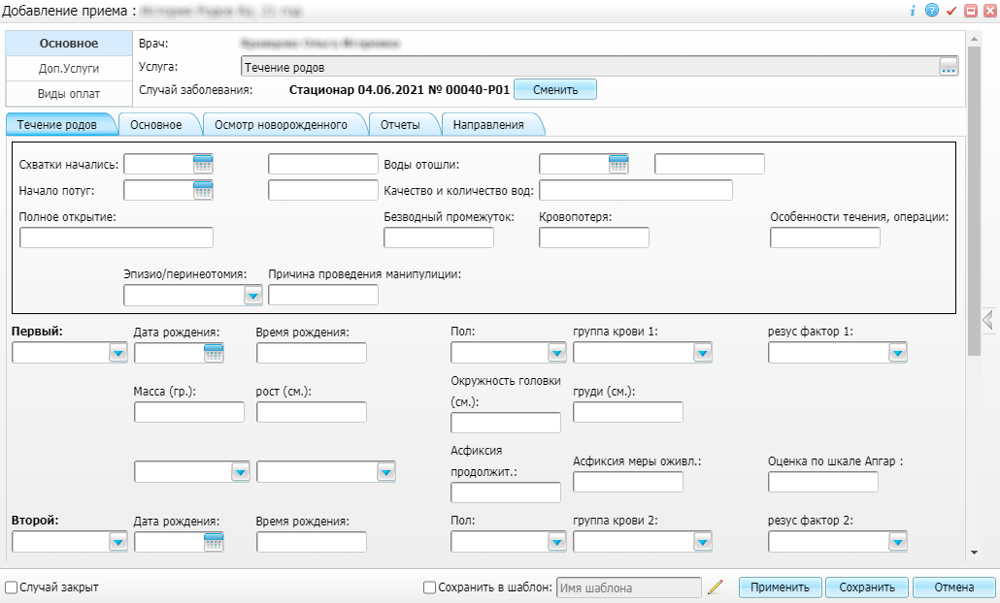 Добавление приема :
Основное
Врач:
Доп.Услуги
Услуга: Течение родов ...
Виды оплат
Случай заболевания: Стационар 04.06.2021 № 00040-Р01 Сменить
Течение родов Основное Осмотр новорожденного Отчеты Направления
Схватки начались: Воды отошли:
Начало потуг: Качество и количество вод:
Полное открытие: Безводный промежуток: Кровопотеря: Особенности течения, операции:
Эпизио/перинеотомия: Причина проведения манипулиции:
Первый: Дата рождения: Время рождения: Пол: группа крови 1: резус фактор 1:
Масса (гр.): рост (см.): Окружность головки (см.): груди (см.):
Асфиксия продолжит.: Асфиксия меры оживл.: Оценка по шкале Апгар :
Второй: Дата рождения: Время рождения: Пол: группа крови 2: резус фактор 2:
Случай закрыт Сохранить в шаблон: Имя шаблона Применить Сохранить Отмена